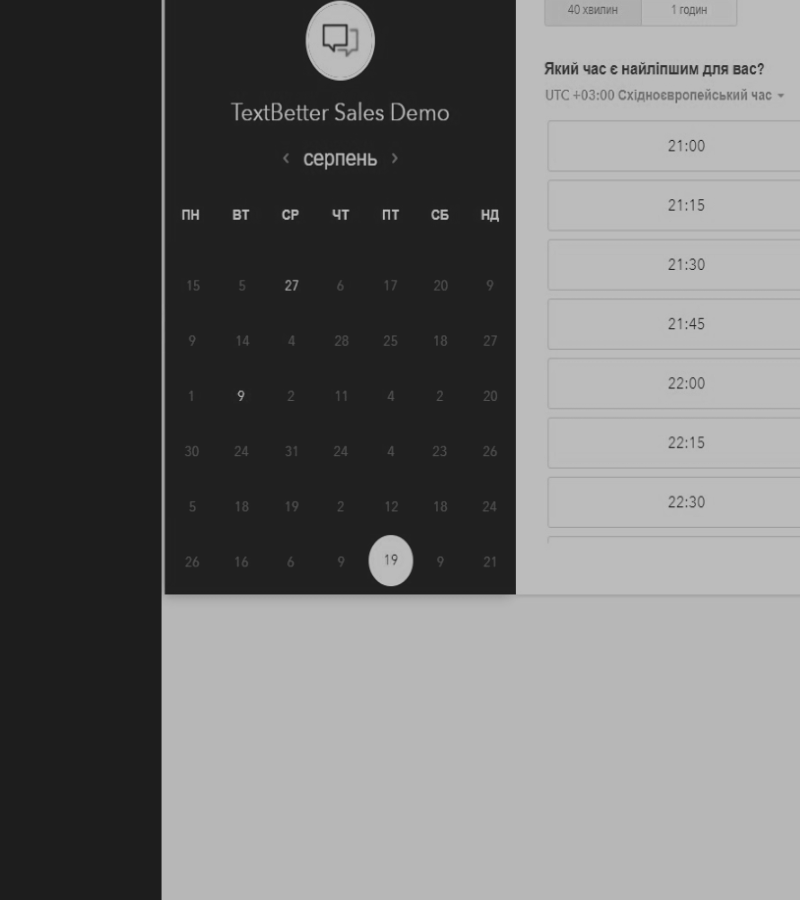 TextBetter Sales Demo
‹ серпень ›
ПН ВТ СР ЧТ ПТ СБ НД
15 5 27 6 17 20 9
9 14 4 28 25 18 27
1 9 2 11 4 2 20
30 24 31 24 4 23 26
5 18 19 2 12 18 24
26 16 6 9 19 9 21
40 хвилин 1 годин
Який час є найліпшим для вас?
UTC +03:00 Східноєвропейський час
21:00
21:15
21:30
21:45
22:00
22:15
22:30